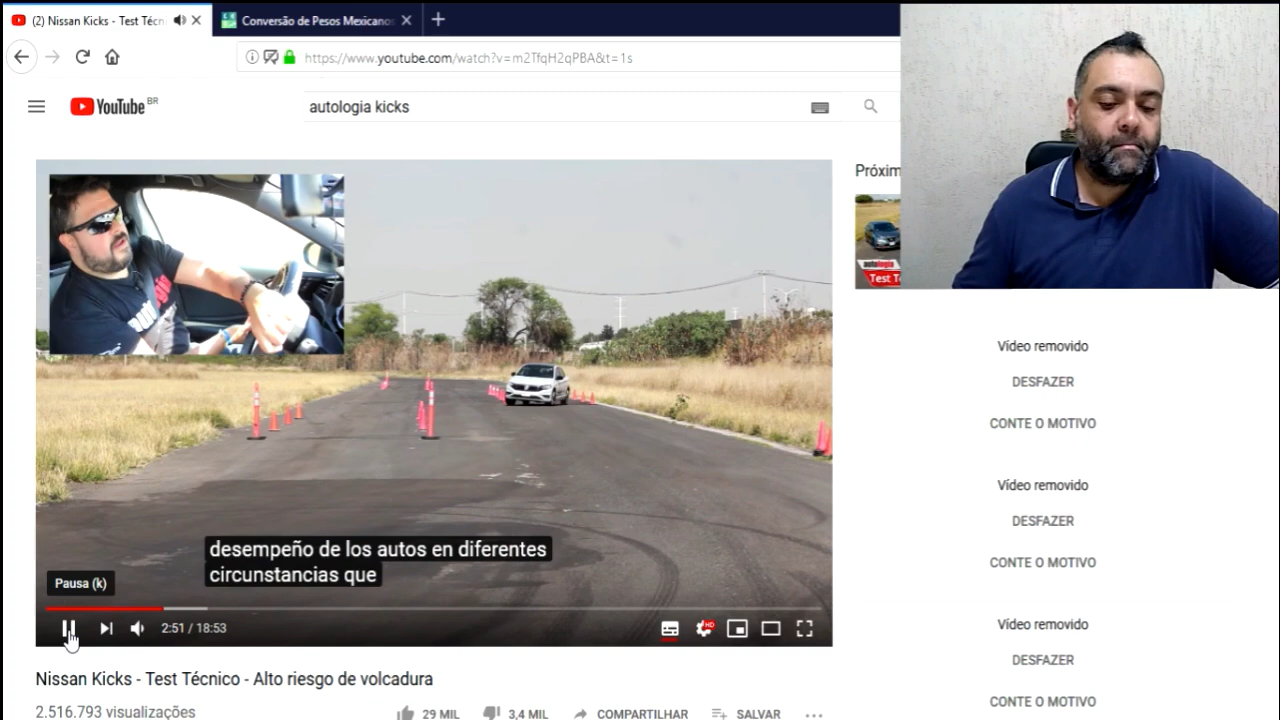 (2) Nissan Kicks - Test Técn
Conversão de Pesos Mexicanos
https://www.youtube.com/watch?v=m2TfqH2qPBA&t=1s
YouTube BR
autologia kicks
Próxim
Test T
desempeño de los autos en diferentes
circunstancias que
Pausa (k)
2:51 / 18:53
HD
Nissan Kicks - Test Técnico - Alto riesgo de volcadura
2.516.793 visualizações
29 MIL
3,4 MIL
COMPARTILHAR
SALVAR
Vídeo removido
DESFAZER
CONTE O MOTIVO
Vídeo removido
DESFAZER
CONTE O MOTIVO
Vídeo removido
DESFAZER
CONTE O MOTIVO